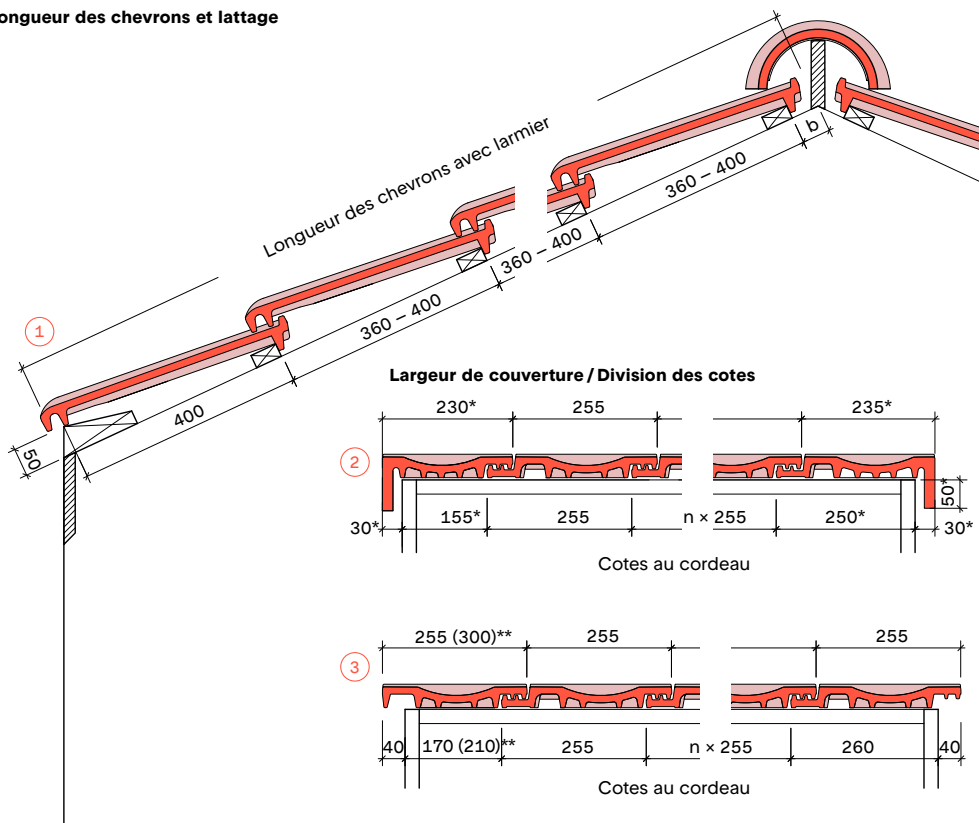 ongueur des chevrons et lattage
b
360 – 400
Longueur des chevrons avec larmier
360 – 400
360 – 400
1
400
50
Largeur de couverture / Division des cotes
230* 255 235*
2
50*
30* 155* 255 n × 255 250* 30*
Cotes au cordeau
255 (300)** 255 255
3
40 170 (210)** 255 n × 255 260 40
Cotes au cordeau